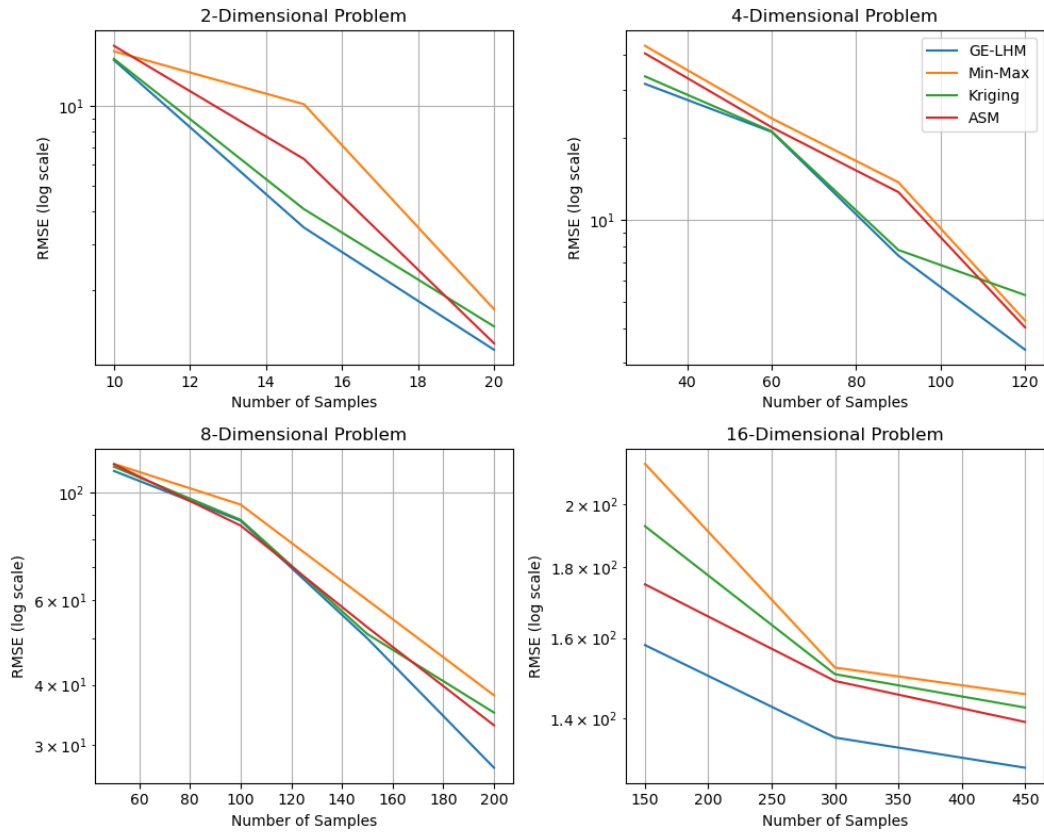 2-Dimensional Problem
RMSE (log scale)
10¹
10 12 14 16 18 20
Number of Samples
4-Dimensional Problem
GE-LHM
Min-Max
Kriging
ASM
RMSE (log scale)
10¹
40 60 80 100 120
Number of Samples
8-Dimensional Problem
RMSE (log scale)
10²
6 × 10¹
4 × 10¹
3 × 10¹
60 80 100 120 140 160 180 200
Number of Samples
16-Dimensional Problem
RMSE (log scale)
2 × 10²
1.8 × 10²
1.6 × 10²
1.4 × 10²
150 200 250 300 350 400 450
Number of Samples